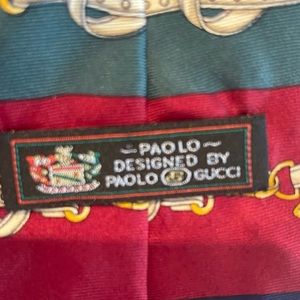 ~ PAOLO ~
DESIGNED BY
PAOLO GUCCI